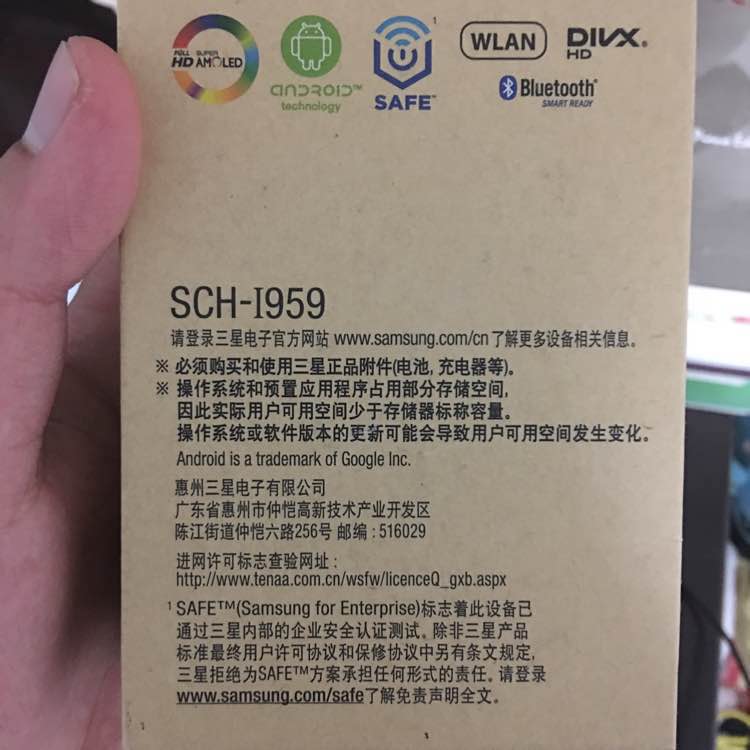 FULL SUPER
HD AMOLED
ANDROID™
technology
SAFE™
1
WLAN
DIVX®
HD
Bluetooth®
SMART READY
SCH-I959
请登录三星电子官方网站 www.samsung.com/cn 了解更多设备相关信息。
※ 必须购买和使用三星正品附件(电池, 充电器等)。
※ 操作系统和预置应用程序占用部分存储空间,
因此实际用户可用空间少于存储器标称容量。
操作系统或软件版本的更新可能会导致用户可用空间发生变化。
Android is a trademark of Google Inc.
惠州三星电子有限公司
广东省惠州市仲恺高新技术产业开发区
陈江街道仲恺六路256号 邮编 : 516029
进网许可标志查验网址 :
http://www.tenaa.com.cn/wsfw/licenceQ_gxb.aspx
1 SAFE™(Samsung for Enterprise)标志着此设备已
通过三星内部的企业安全认证测试。除非三星产品
标准最终用户许可协议和保修协议中另有条文规定,
三星拒绝为SAFE™方案承担任何形式的责任。请登录
www.samsung.com/safe了解免责声明全文。